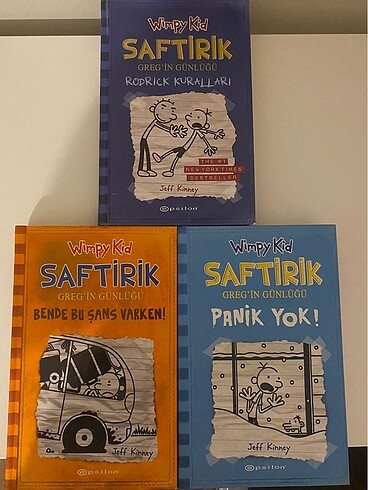 Wimpy Kid
SAFTİRİK
GREG'İN GÜNLÜĞÜ
RODRICK KURALLARI
THE #1
NEW YORK TIMES
BESTSELLER
Jeff Kinney
epsilon
Wimpy Kid
SAFTİRİK
GREG'İN GÜNLÜĞÜ
BENDE BU ŞANS VARKEN!
Jeff Kinney
epsilon
Wimpy Kid
SAFTİRİK
GREG'İN GÜNLÜĞÜ
PANİK YOK!
Jeff Kinney
epsilon